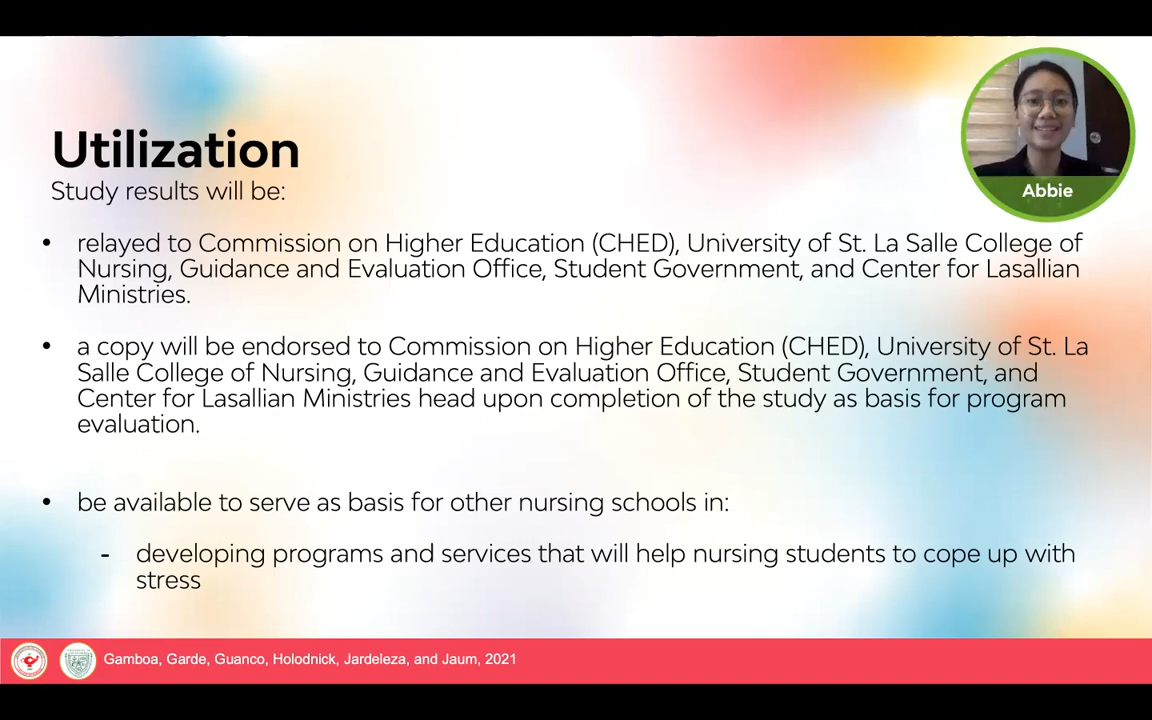 Utilization
Study results will be:
Abbie
• relayed to Commission on Higher Education (CHED), University of St. La Salle College of
Nursing, Guidance and Evaluation Office, Student Government, and Center for Lasallian
Ministries.
• a copy will be endorsed to Commission on Higher Education (CHED), University of St. La
Salle College of Nursing, Guidance and Evaluation Office, Student Government, and
Center for Lasallian Ministries head upon completion of the study as basis for program
evaluation.
• be available to serve as basis for other nursing schools in:
- developing programs and services that will help nursing students to cope up with
stress
Gamboa, Garde, Guanco, Holodnick, Jardeleza, and Jaum, 2021